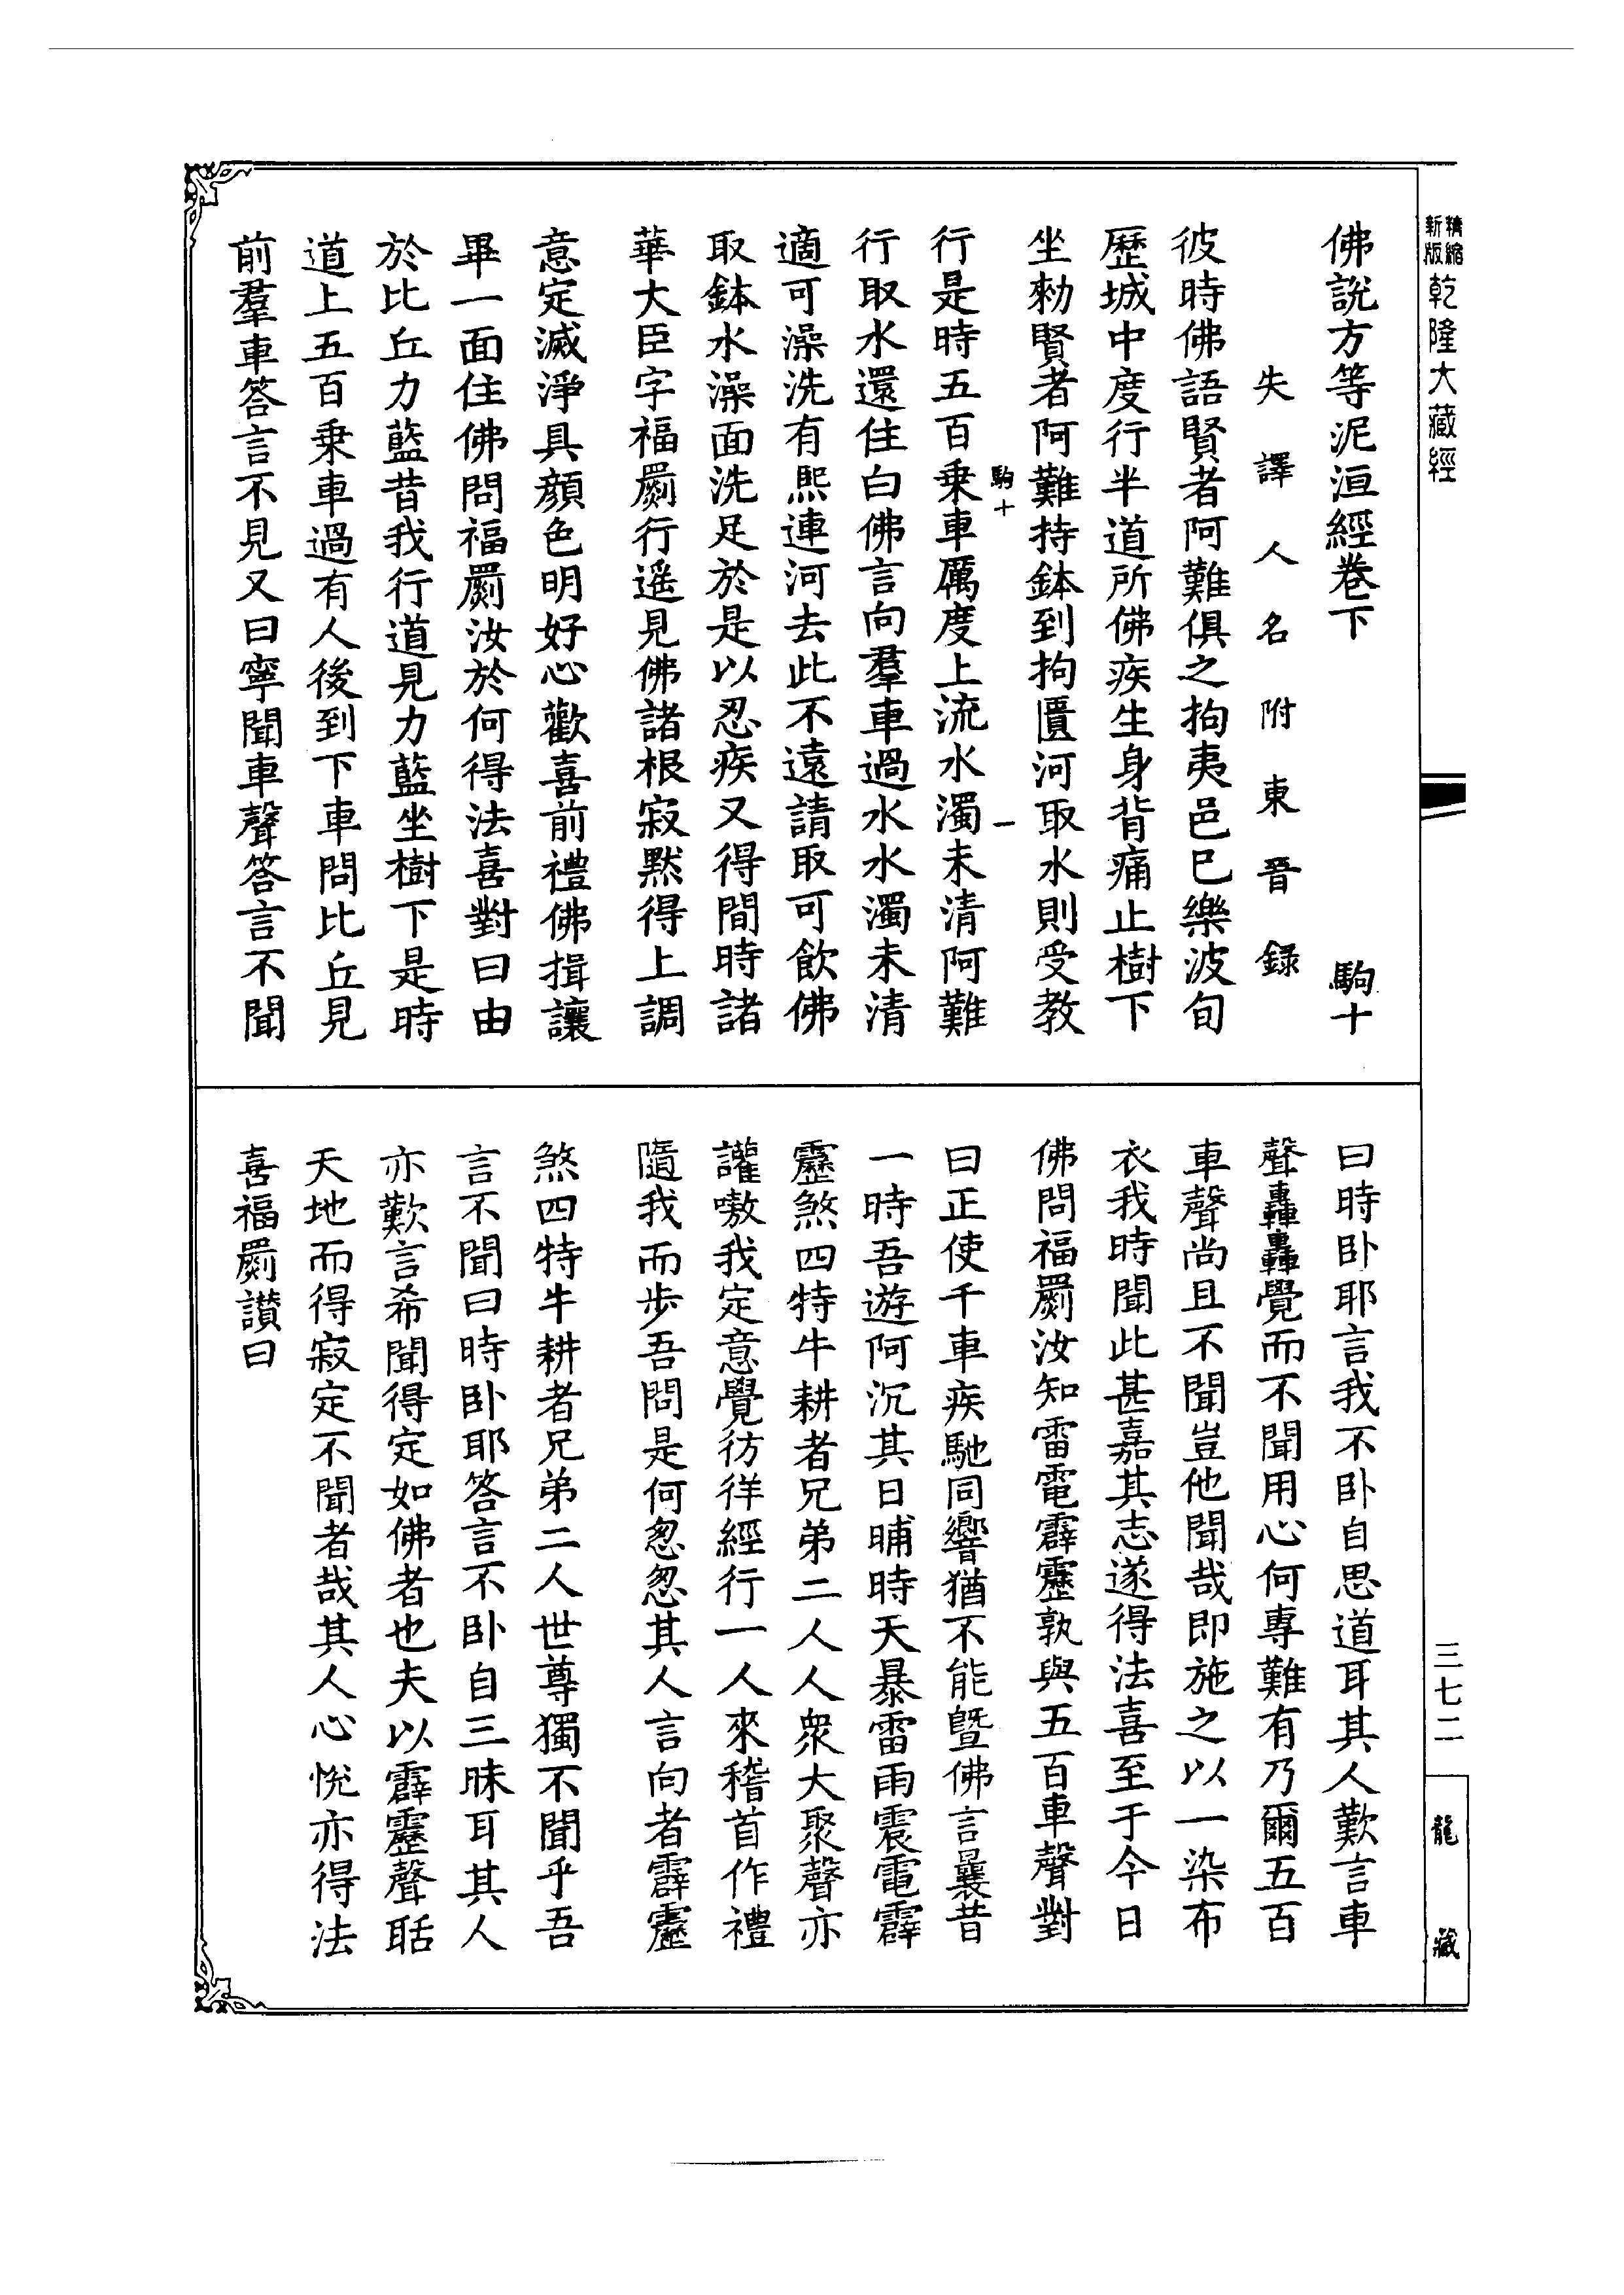 精縮新版乾隆大藏經
佛說方等泥洹經卷下　駒十
失譯人名附東晉錄
彼時佛語賢者阿難俱之拘夷邑已樂波旬
歷城中度行半道所佛疾生身背痛止樹下
坐勑賢者阿難持鉢到拘匱河取水則受教
駒十　一
行是時五百乗車厲度上流水濁未清阿難
行取水還住白佛言向羣車過水水濁未清
適可澡洗有熈連河去此不遠請取可飲佛
取鉢水澡面洗足於是以忍疾又得間時諸
華大臣字福罽行遥見佛諸根寂默得上調
意定滅淨具顔色明好心歡喜前禮佛揖讓
畢一面住佛問福罽汝於何得法喜對曰由
於比丘力藍昔我行道見力藍坐樹下是時
道上五百乗車過有人後到下車問比丘見
前羣車答言不見又曰寧聞車聲答言不聞
曰時卧耶言我不卧自思道耳其人歎言車
聲轟轟覺而不聞用心何專難有乃爾五百
車聲尚且不聞豈他聞哉即施之以一染布
衣我時聞此甚嘉其志遂得法喜至于今日
佛問福罽汝知雷電霹靂孰與五百車聲對
曰正使千車疾馳同響猶不能曁佛言曩昔
一時吾遊阿沉其日晡時天暴雷雨震電霹
靂煞四特牛耕者兄弟二人人衆大聚聲亦
讙嗷我定意覺彷徉經行一人來稽首作禮
隨我而步吾問是何怱怱其人言向者霹靂
煞四特牛耕者兄弟二人世尊獨不聞乎吾
言不聞曰時卧耶答言不卧自三昧耳其人
亦歎言希聞得定如佛者也夫以霹靂聲聒
天地而得寂定不聞者哉其人心悅亦得法
喜福罽讃曰
三七二
龍藏